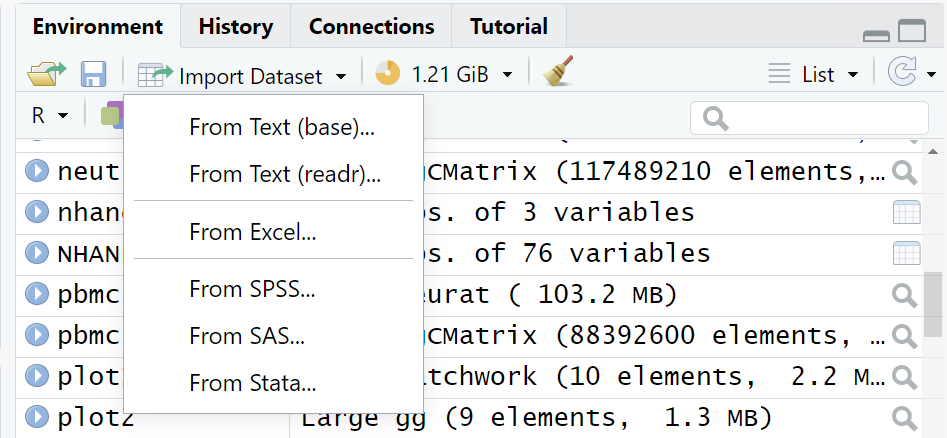 Environment History Connections Tutorial
Import Dataset 1.21 GiB List
R
From Text (base)...
From Text (readr)...
From Excel...
From SPSS...
From SAS...
From Stata...
neut CMatrix (117489210 elements,...
nhan s. of 3 variables
NHAN s. of 76 variables
pbmc eurat ( 103.2 MB)
pbmc CMatrix (88392600 elements, ...
plot tchwork (10 elements, 2.2 M...
plot2 Large gg (9 elements, 1.3 MB)